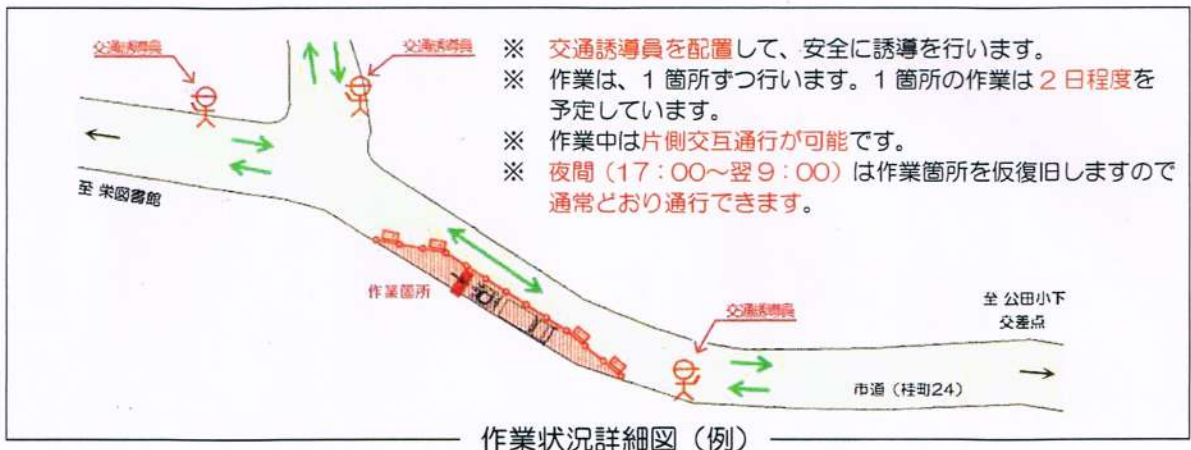 交通誘導員
交通誘導員
※ 交通誘導員を配置して、安全に誘導を行います。
※ 作業は、1箇所ずつ行います。1箇所の作業は2日程度を
予定しています。
※ 作業中は片側交互通行が可能です。
※ 夜間(17:00～翌9:00)は作業箇所を仮復旧しますので
通常どおり通行できます。
至 栄図書館
作業箇所
交通誘導員
至 公田小下
交差点
市道(桂町24)
作業状況詳細図(例)